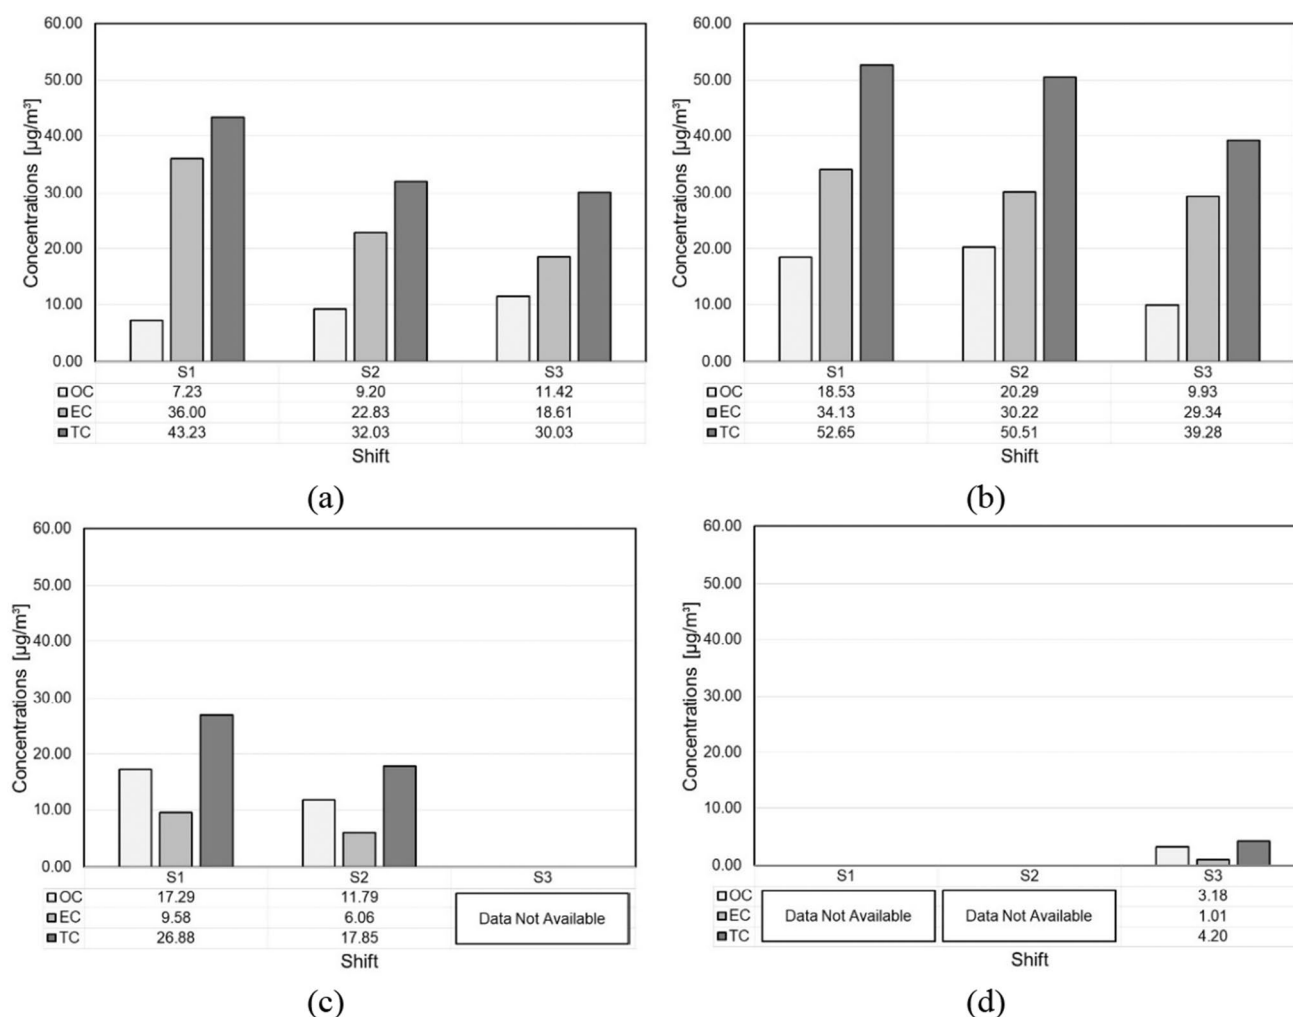 60.00
50.00
40.00
30.00
20.00
10.00
0.00
Concentrations [µg/m³]
S1 S2 S3
OC 7.23 9.20 11.42
EC 36.00 22.83 18.61
TC 43.23 32.03 30.03
Shift
(a)
60.00
50.00
40.00
30.00
20.00
10.00
0.00
Concentrations [µg/m³]
S1 S2 S3
OC 18.53 20.29 9.93
EC 34.13 30.22 29.34
TC 52.65 50.51 39.28
Shift
(b)
60.00
50.00
40.00
30.00
20.00
10.00
0.00
Concentrations [µg/m³]
S1 S2 S3
OC 17.29 11.79
EC 9.58 6.06 Data Not Available
TC 26.88 17.85
Shift
(c)
60.00
50.00
40.00
30.00
20.00
10.00
0.00
Concentrations [µg/m³]
S1 S2 S3
OC 3.18
EC Data Not Available Data Not Available 1.01
TC 4.20
Shift
(d)